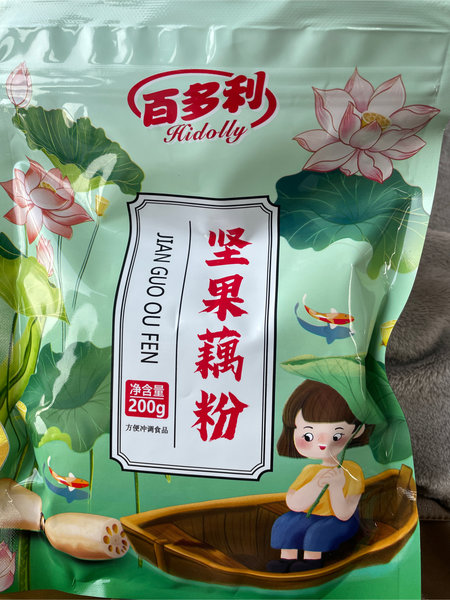 百多利
Hidolly
坚果藕粉
JIAN GUO OU FEN
净含量
200g
方便冲调食品